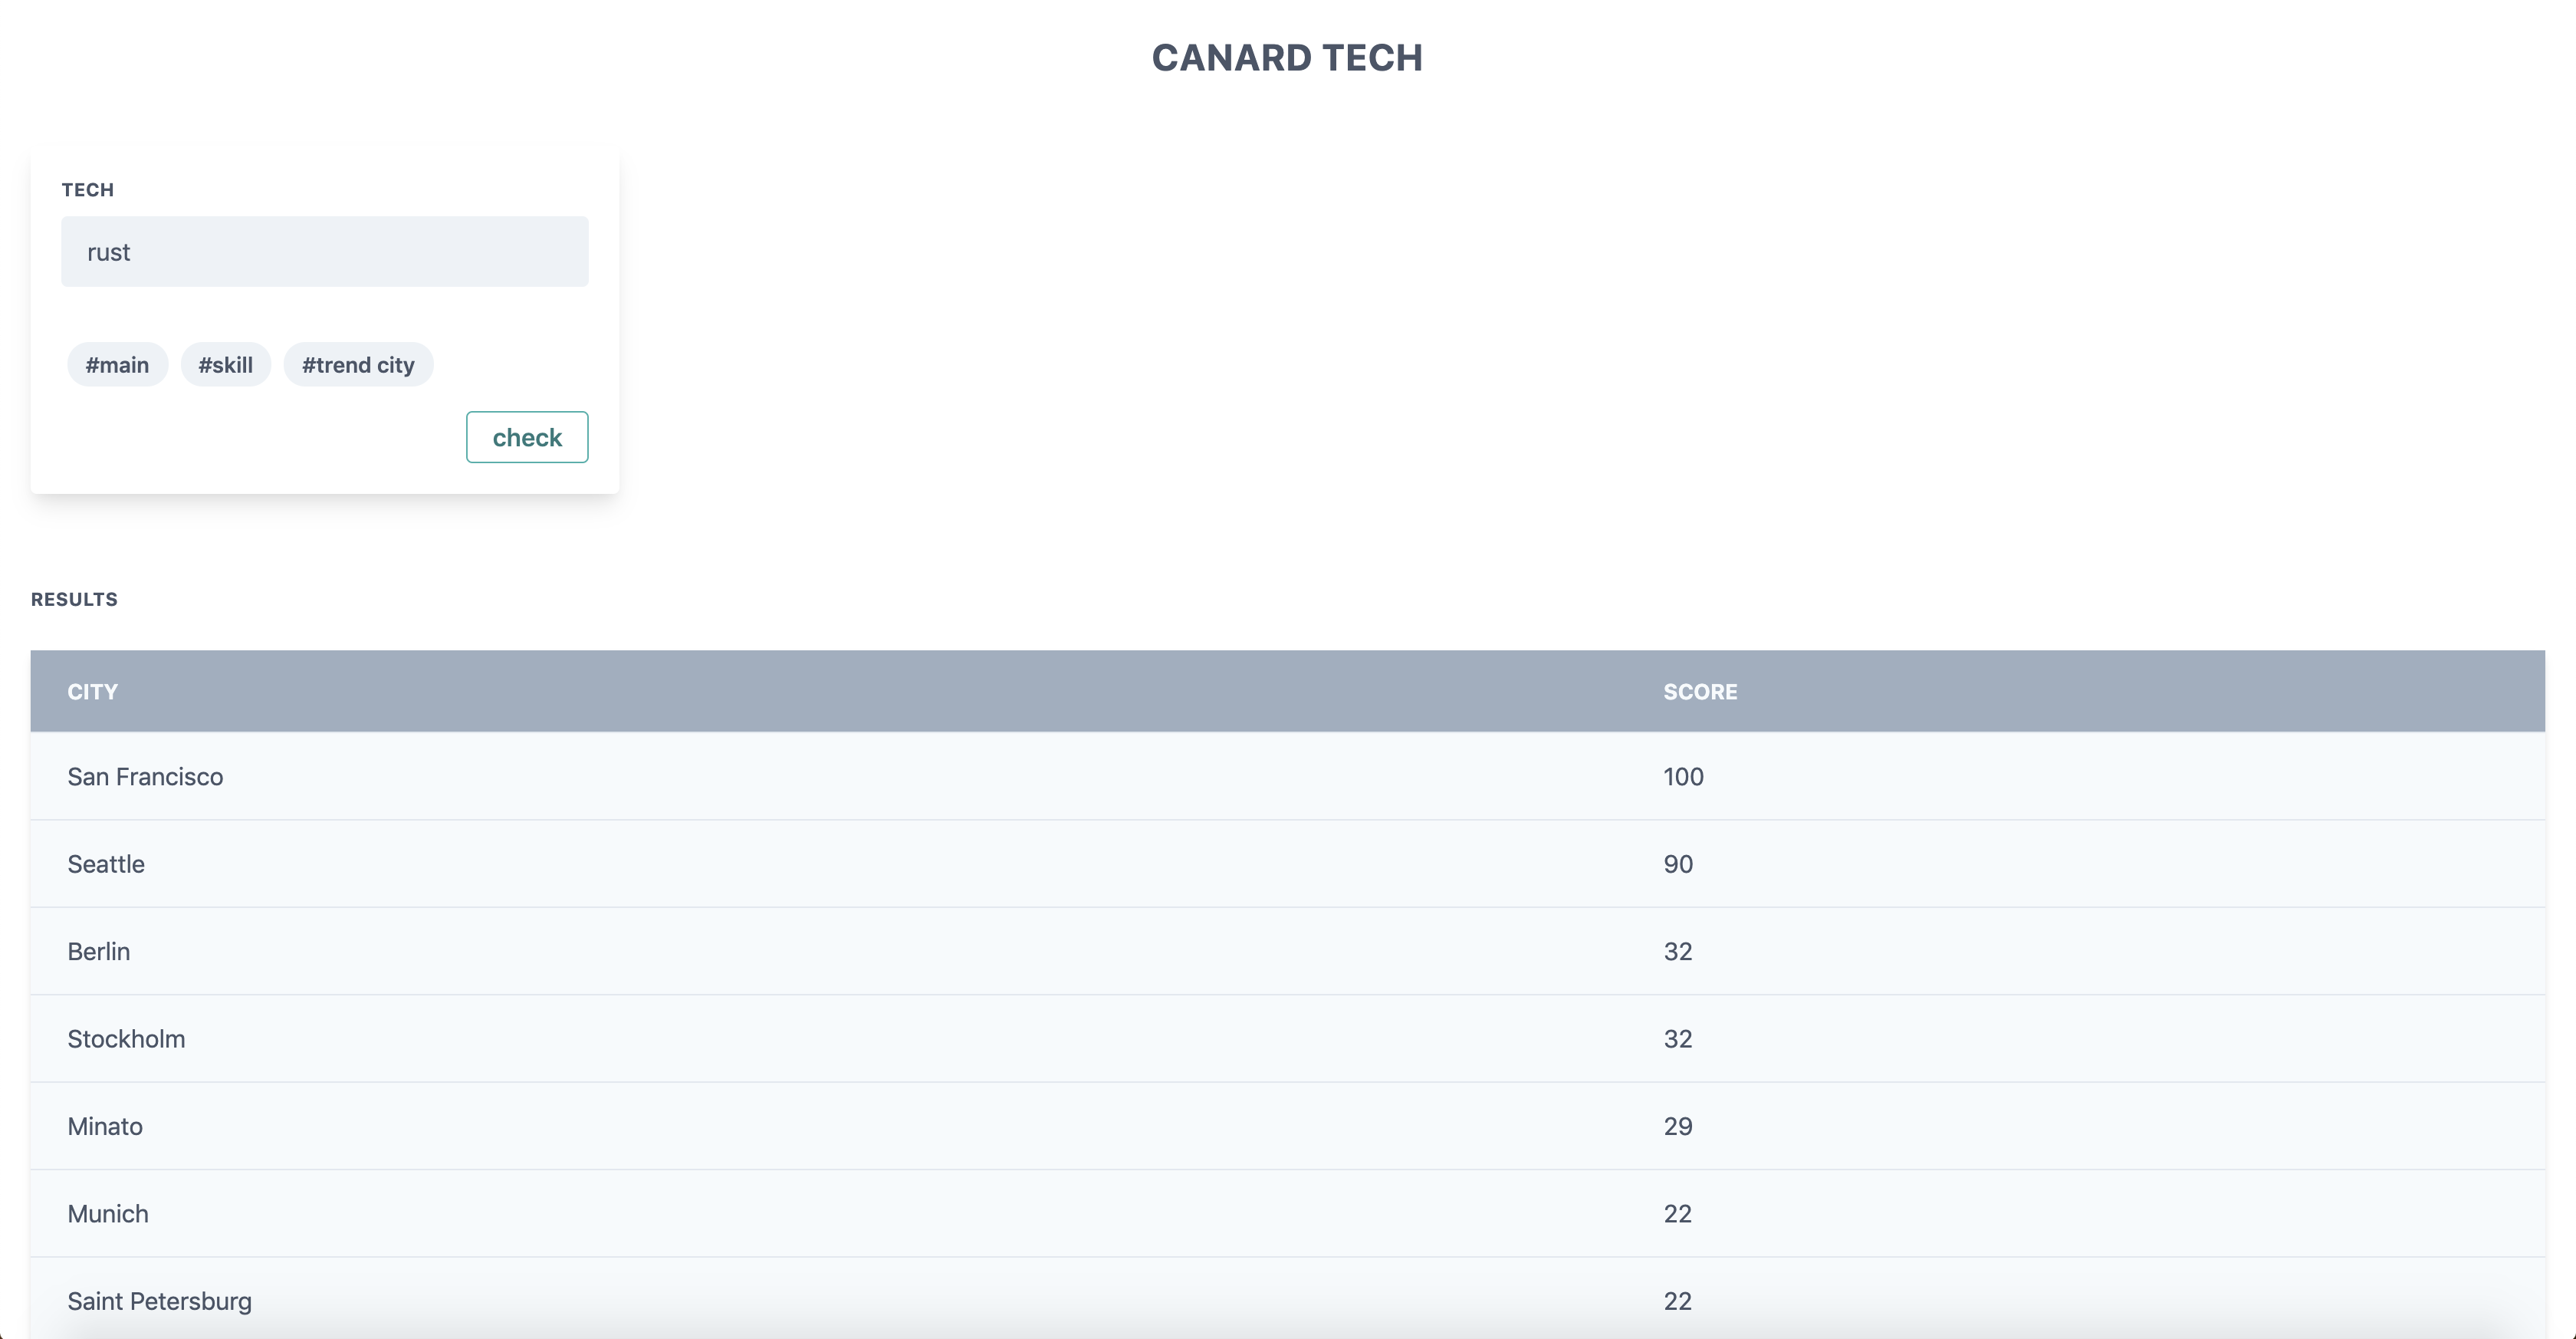 CANARD TECH
TECH
rust
#main #skill #trend city
check
RESULTS
CITY SCORE
San Francisco 100
Seattle 90
Berlin 32
Stockholm 32
Minato 29
Munich 22
Saint Petersburg 22